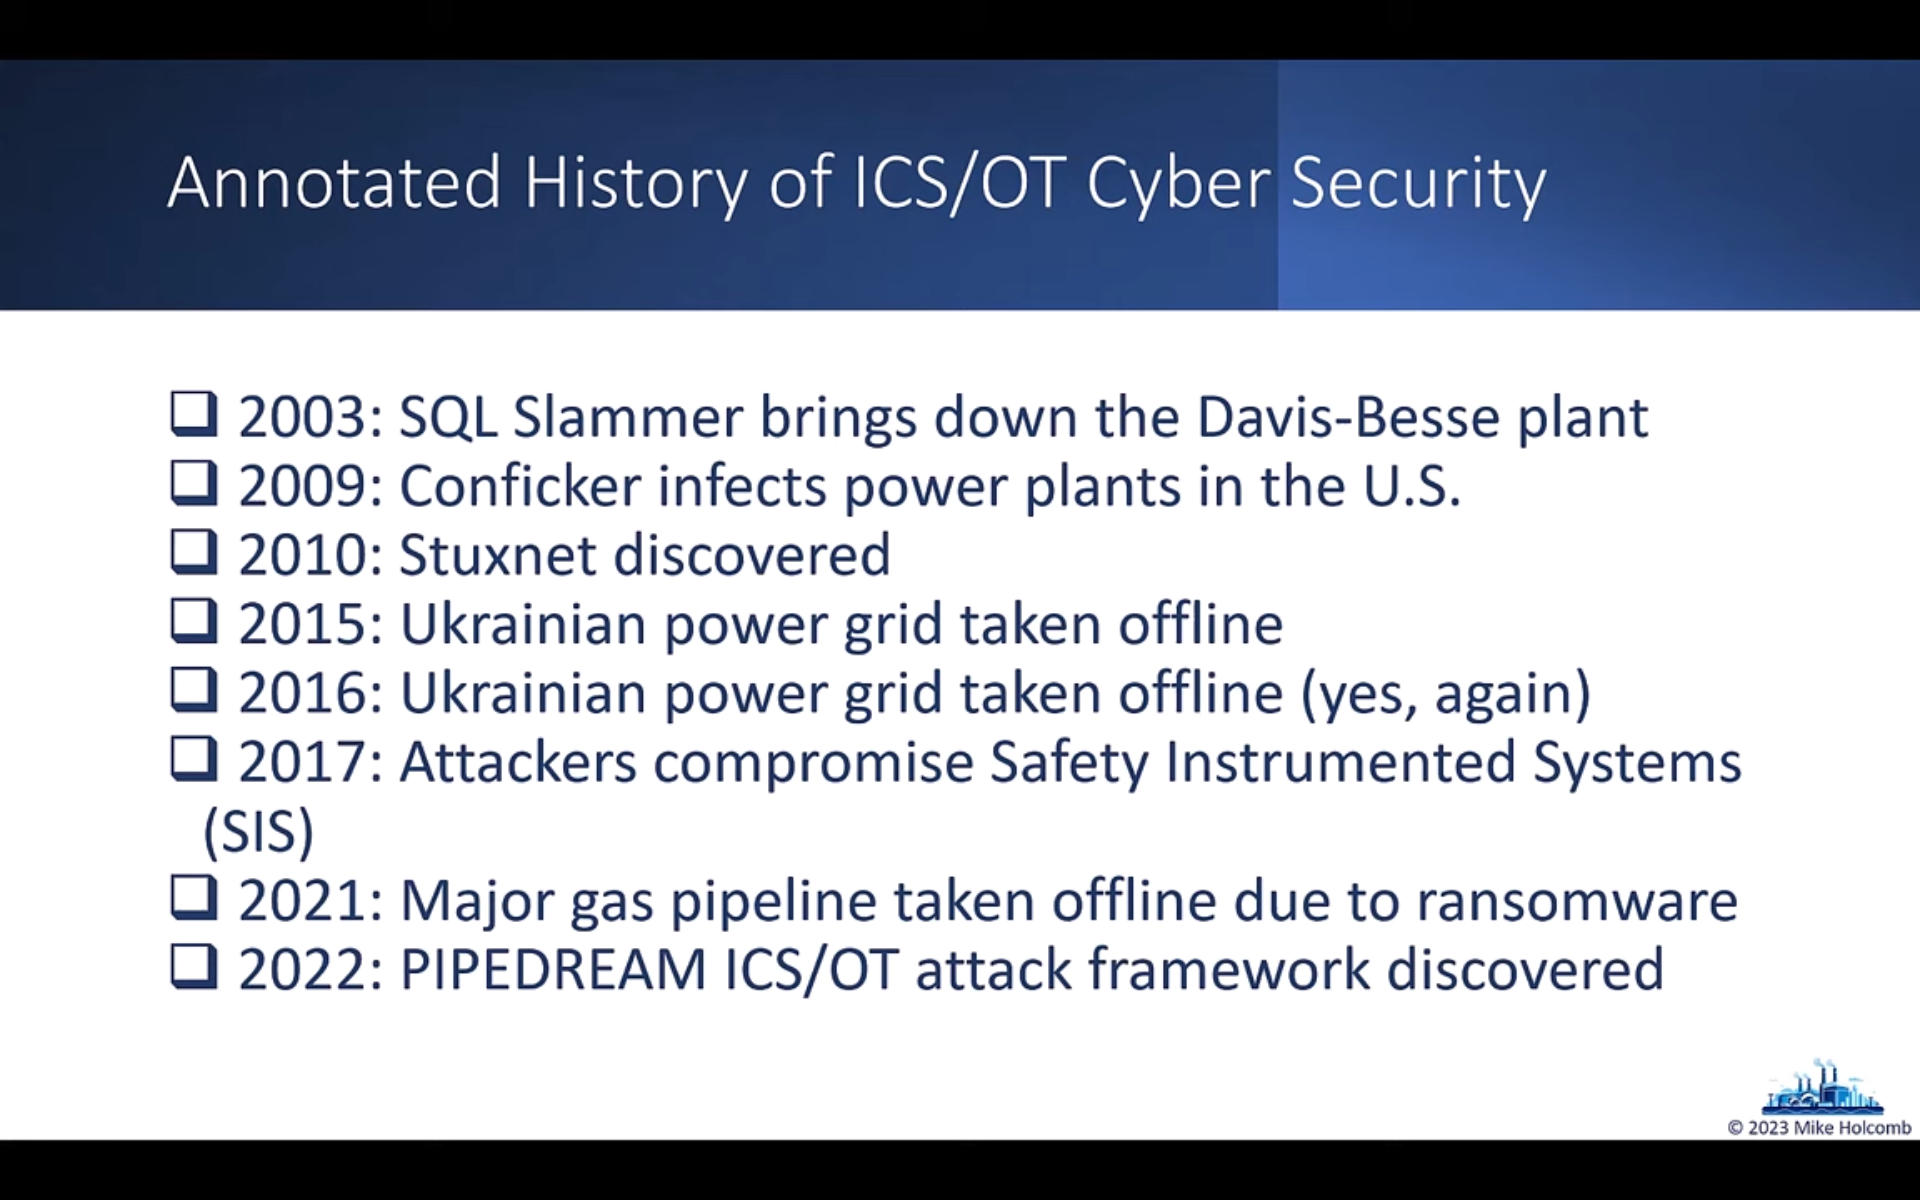 Annotated History of ICS/OT Cyber Security
2003: SQL Slammer brings down the Davis-Besse plant
2009: Conficker infects power plants in the U.S.
2010: Stuxnet discovered
2015: Ukrainian power grid taken offline
2016: Ukrainian power grid taken offline (yes, again)
2017: Attackers compromise Safety Instrumented Systems
(SIS)
2021: Major gas pipeline taken offline due to ransomware
2022: PIPEDREAM ICS/OT attack framework discovered
© 2023 Mike Holcomb